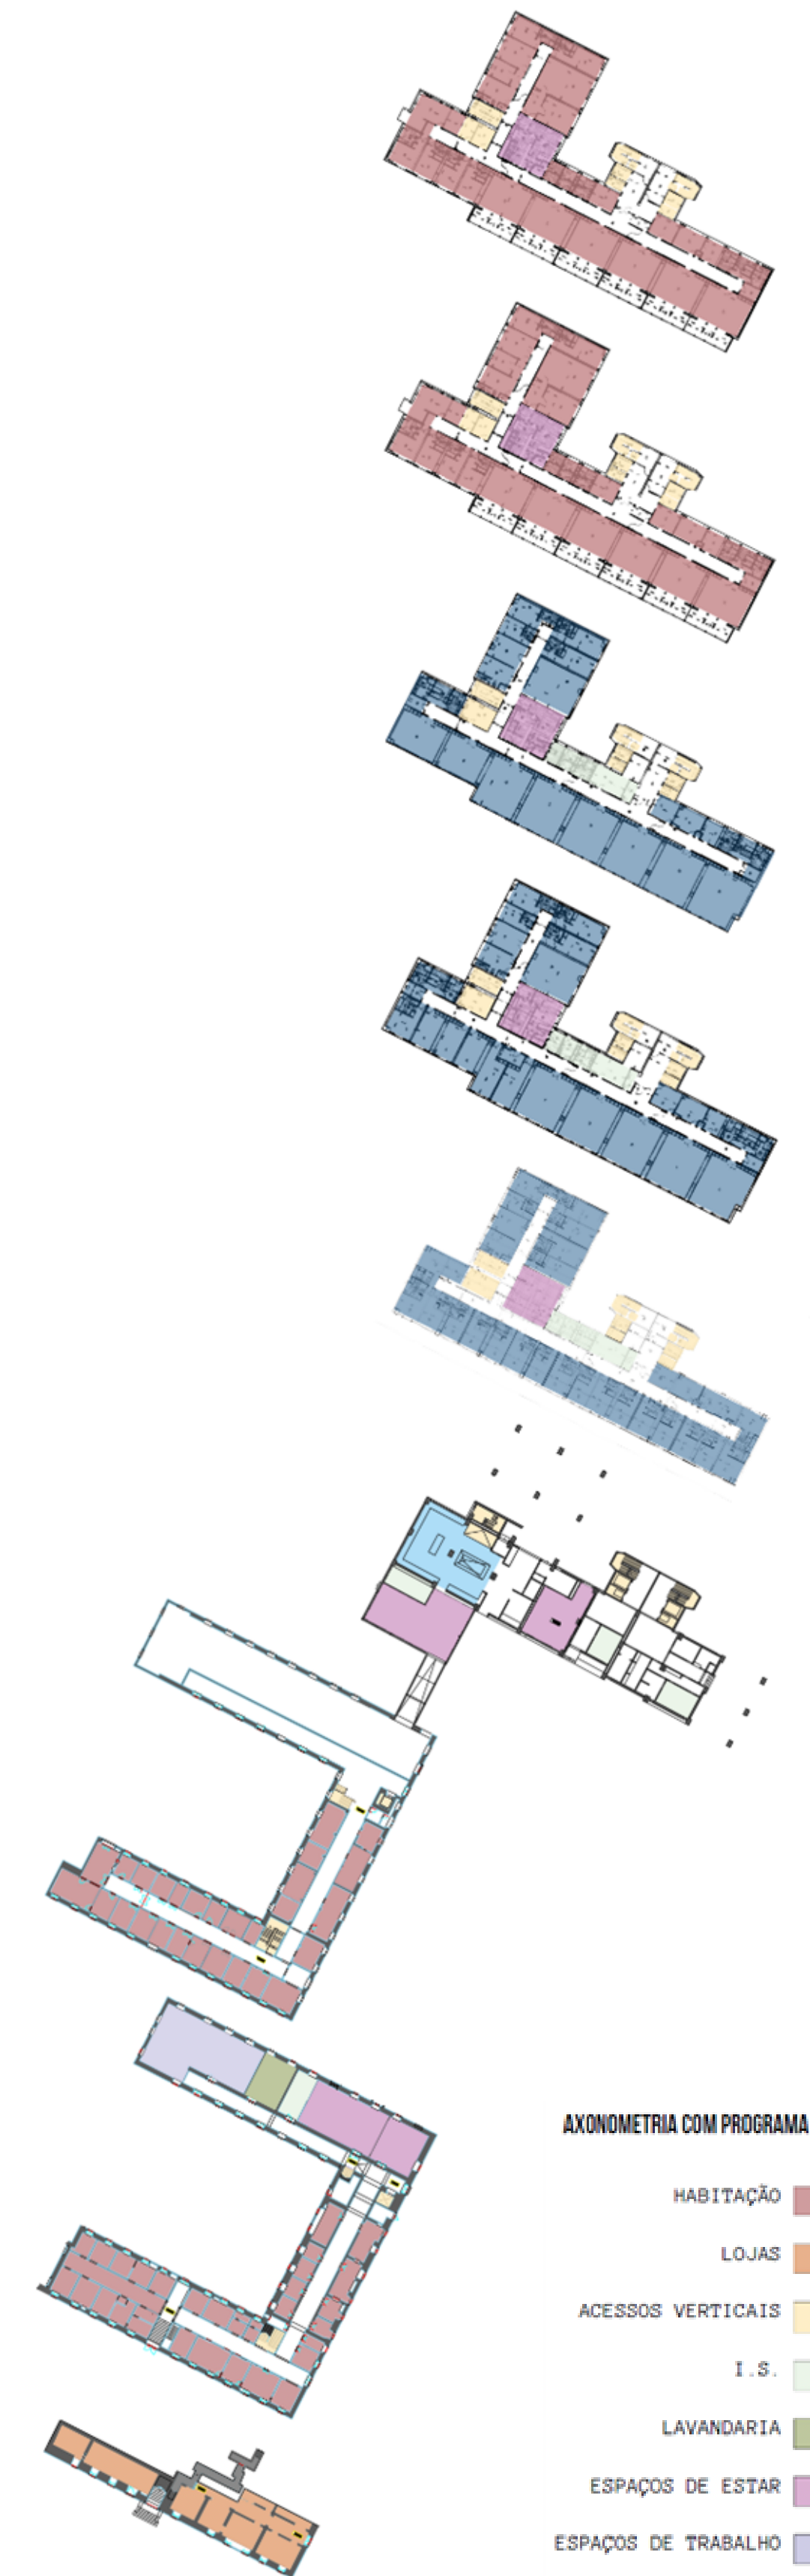 AXONOMETRIA COM PROGRAMA
HABITAÇÃO
LOJAS
ACESSOS VERTICAIS
I.S.
LAVANDARIA
ESPAÇOS DE ESTAR
ESPAÇOS DE TRABALHO